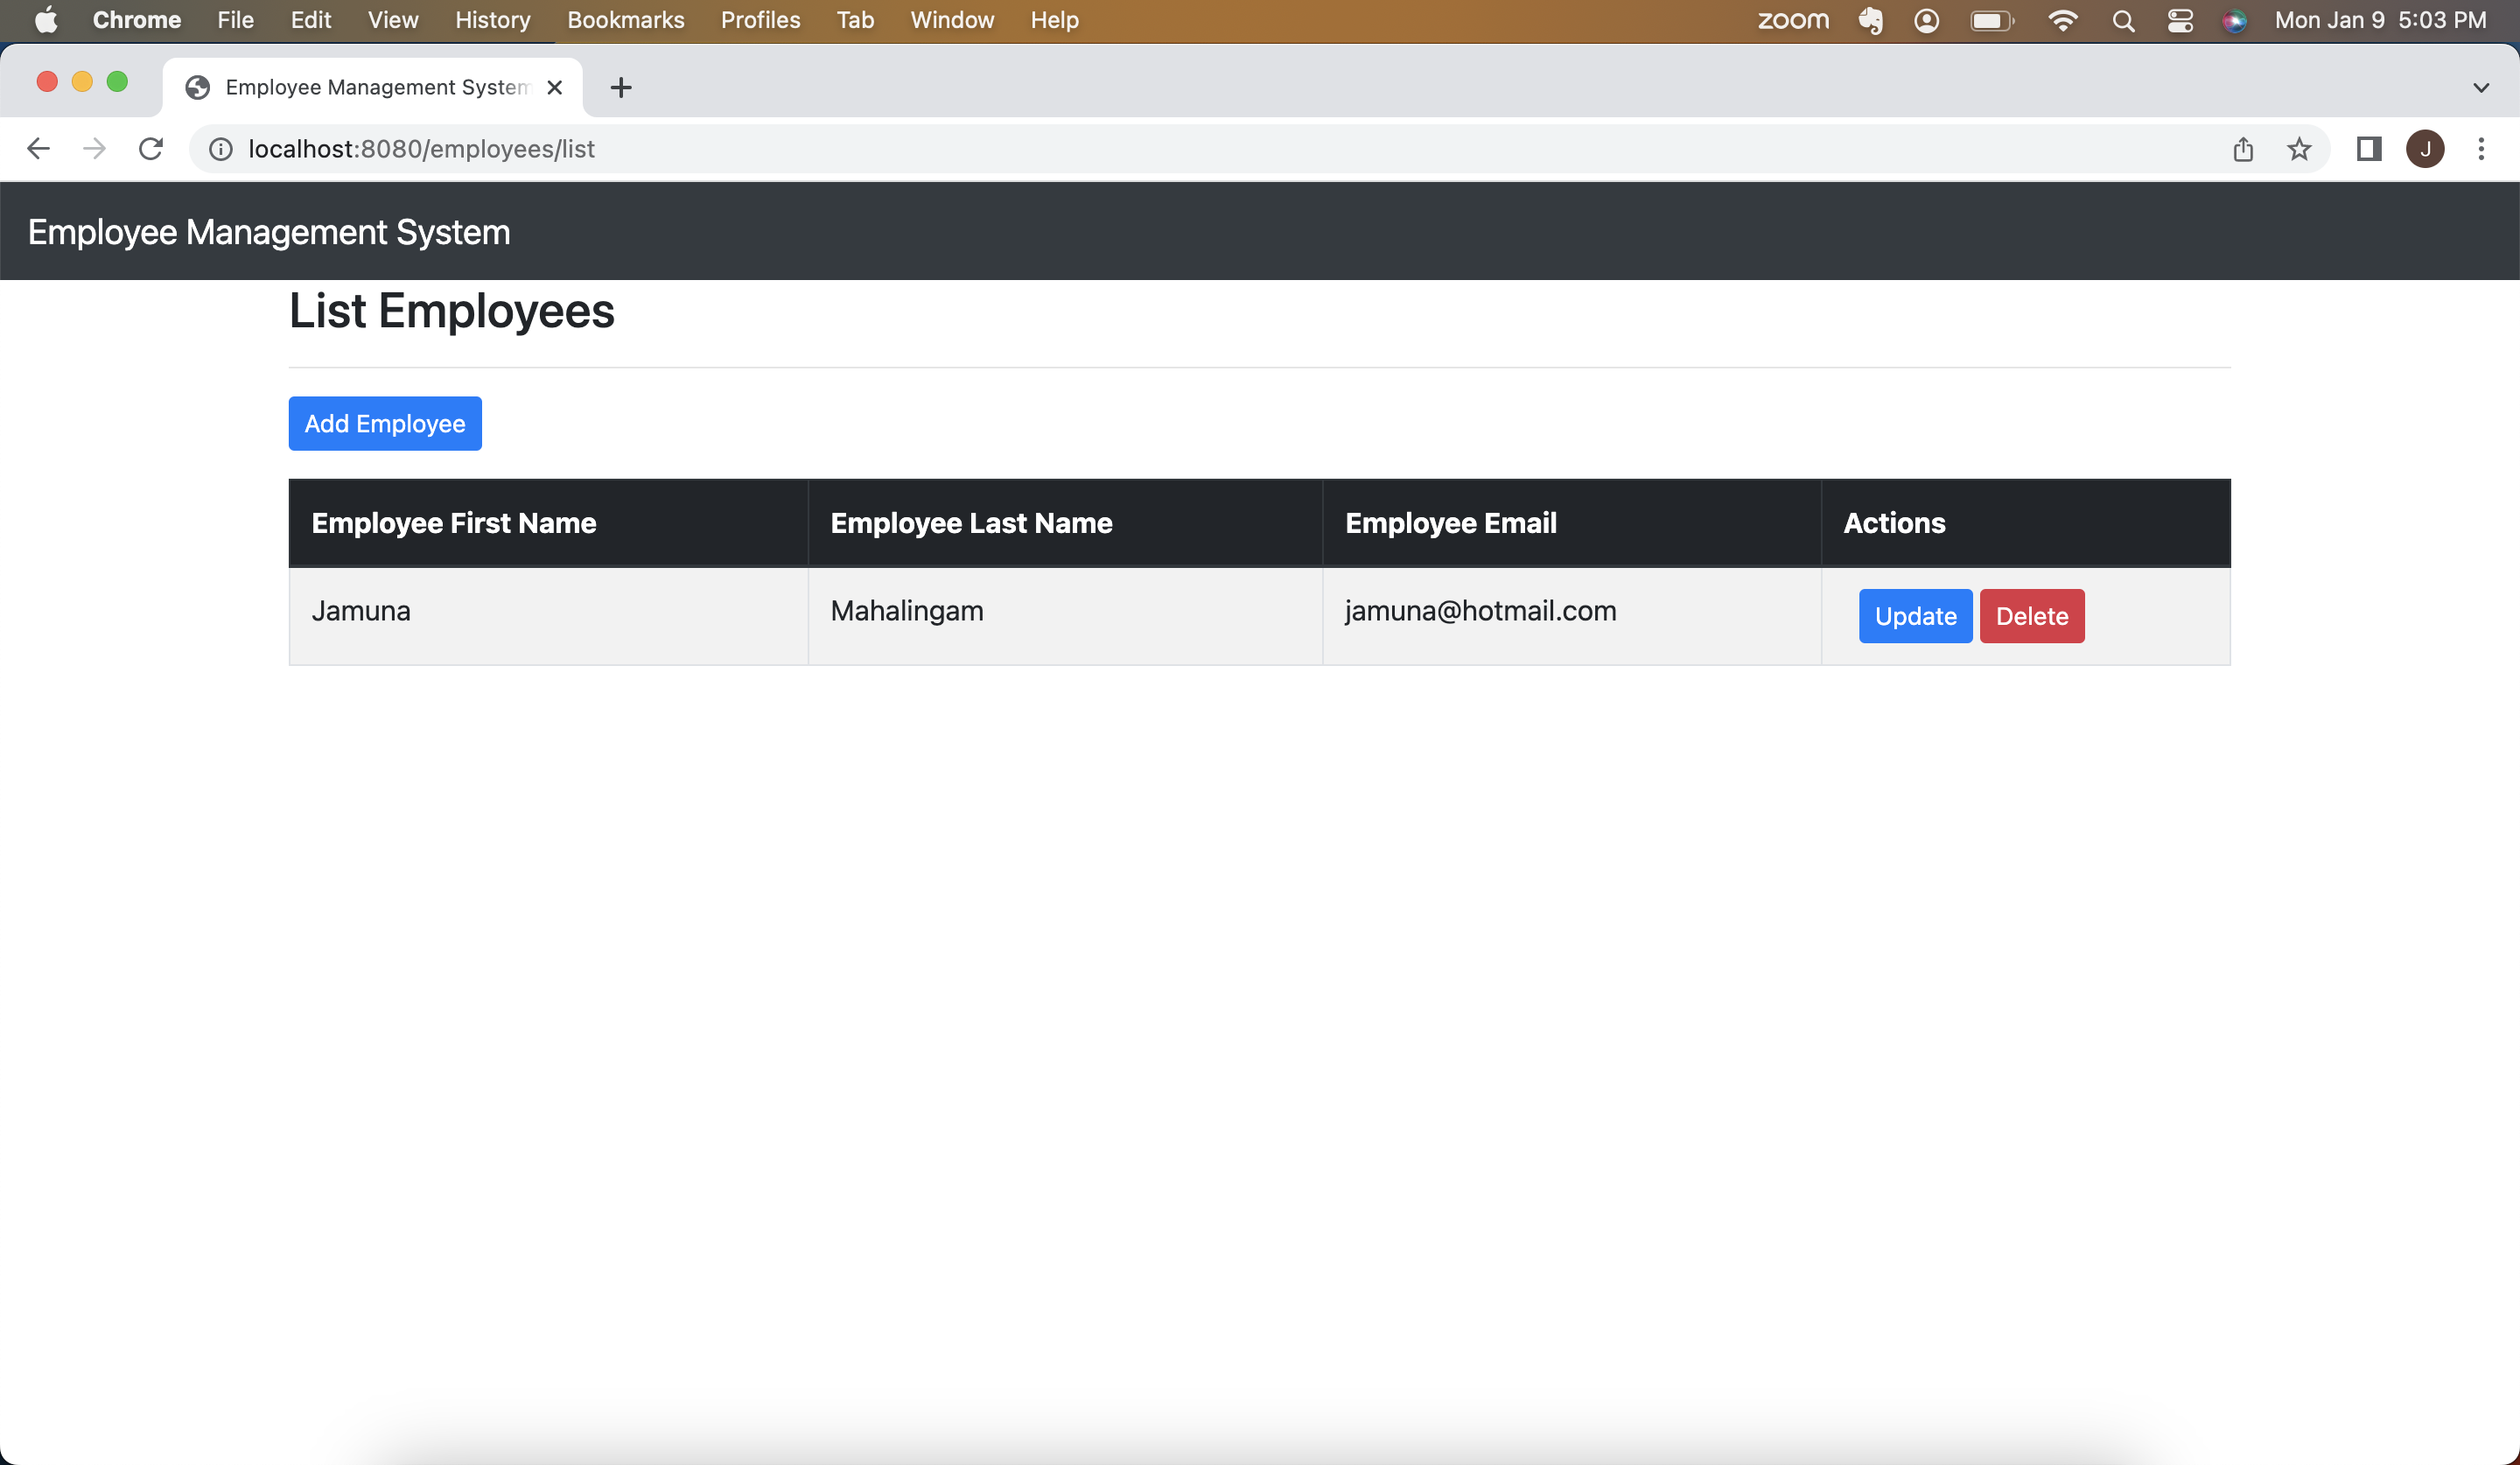 Chrome File Edit View History Bookmarks Profiles Tab Window Help zoom Mon Jan 9 5:03 PM
Employee Management System
localhost:8080/employees/list J
Employee Management System
List Employees
Add Employee
Employee First Name Employee Last Name Employee Email Actions
Jamuna Mahalingam jamuna@hotmail.com Update Delete